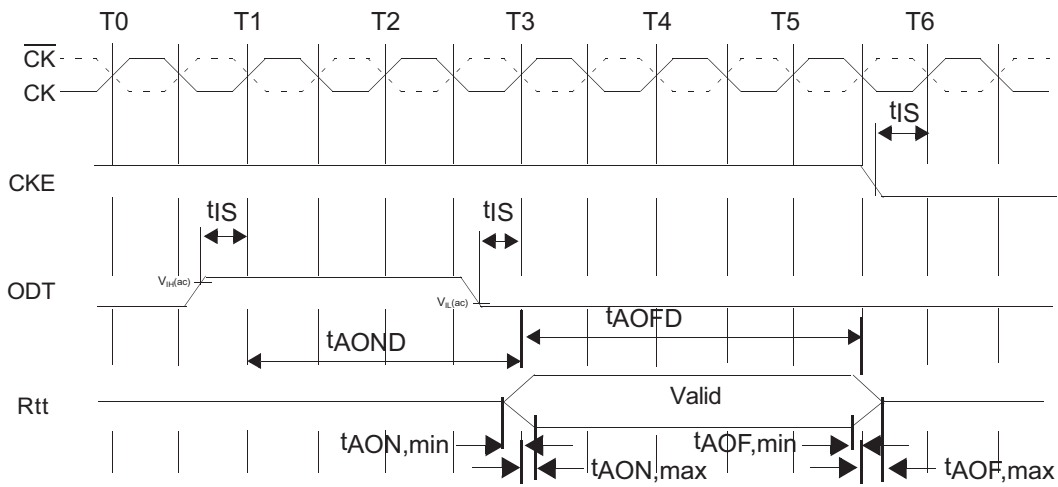 T0 T1 T2 T3 T4 T5 T6
CK
CK
tIS
CKE
tIS tIS
VIH(ac)
ODT
VIL(ac)
tAOND tAOFD
Rtt
Valid
tAON,min tAOF,min
tAON,max tAOF,max